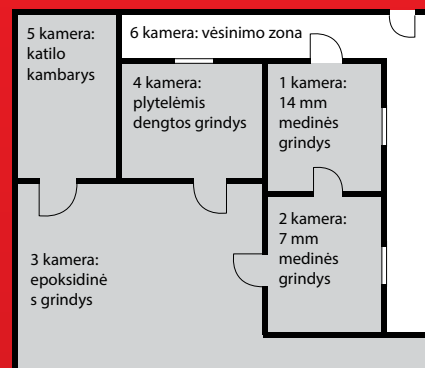 5 kamera:
katilo
kambarys
6 kamera: vėsinimo zona
4 kamera:
plytelėmis
dengtos grindys
1 kamera:
14 mm
medinės
grindys
2 kamera:
7 mm
medinės
grindys
3 kamera:
epoksidinė
s grindys